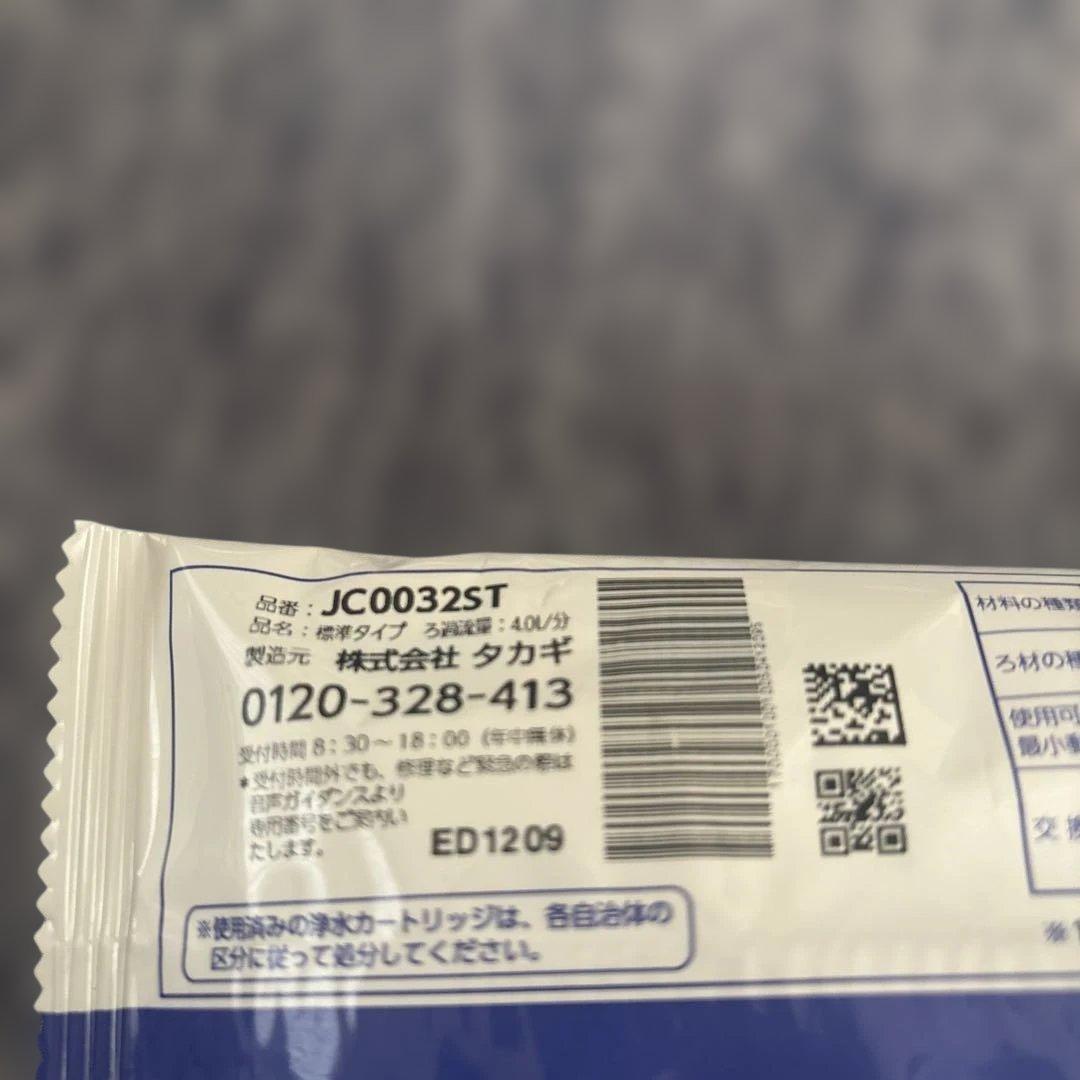 品番：JC0032ST
品名：標準タイプ ろ過流量：4.0L/分
製造元 株式会社 タカギ
0120-328-413
受付時間 8：30～18：00（年中無休）
*受付時間外でも、修理など緊急の際は
音声ガイダンスより
専用番号をご案内い
たします。
ED1209
※使用済みの浄水カートリッジは、各自治体の
区分に従って処分してください。
材料の種類
ろ材の種
使用可
最小動
交換